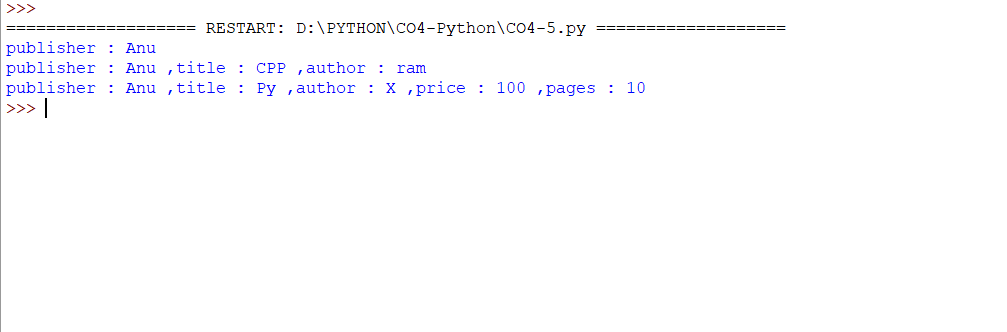 >>>
=================== RESTART: D:\PYTHON\CO4-Python\CO4-5.py ===================
publisher : Anu
publisher : Anu ,title : CPP ,author : ram
publisher : Anu ,title : Py ,author : X ,price : 100 ,pages : 10
>>>